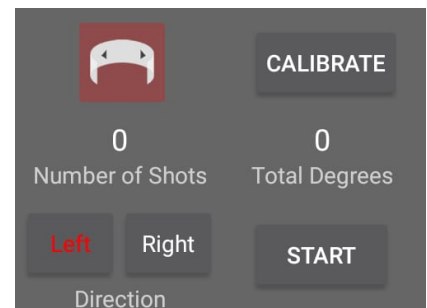 CALIBRATE
0
0
Number of Shots
Total Degrees
Left
Right
START
Direction